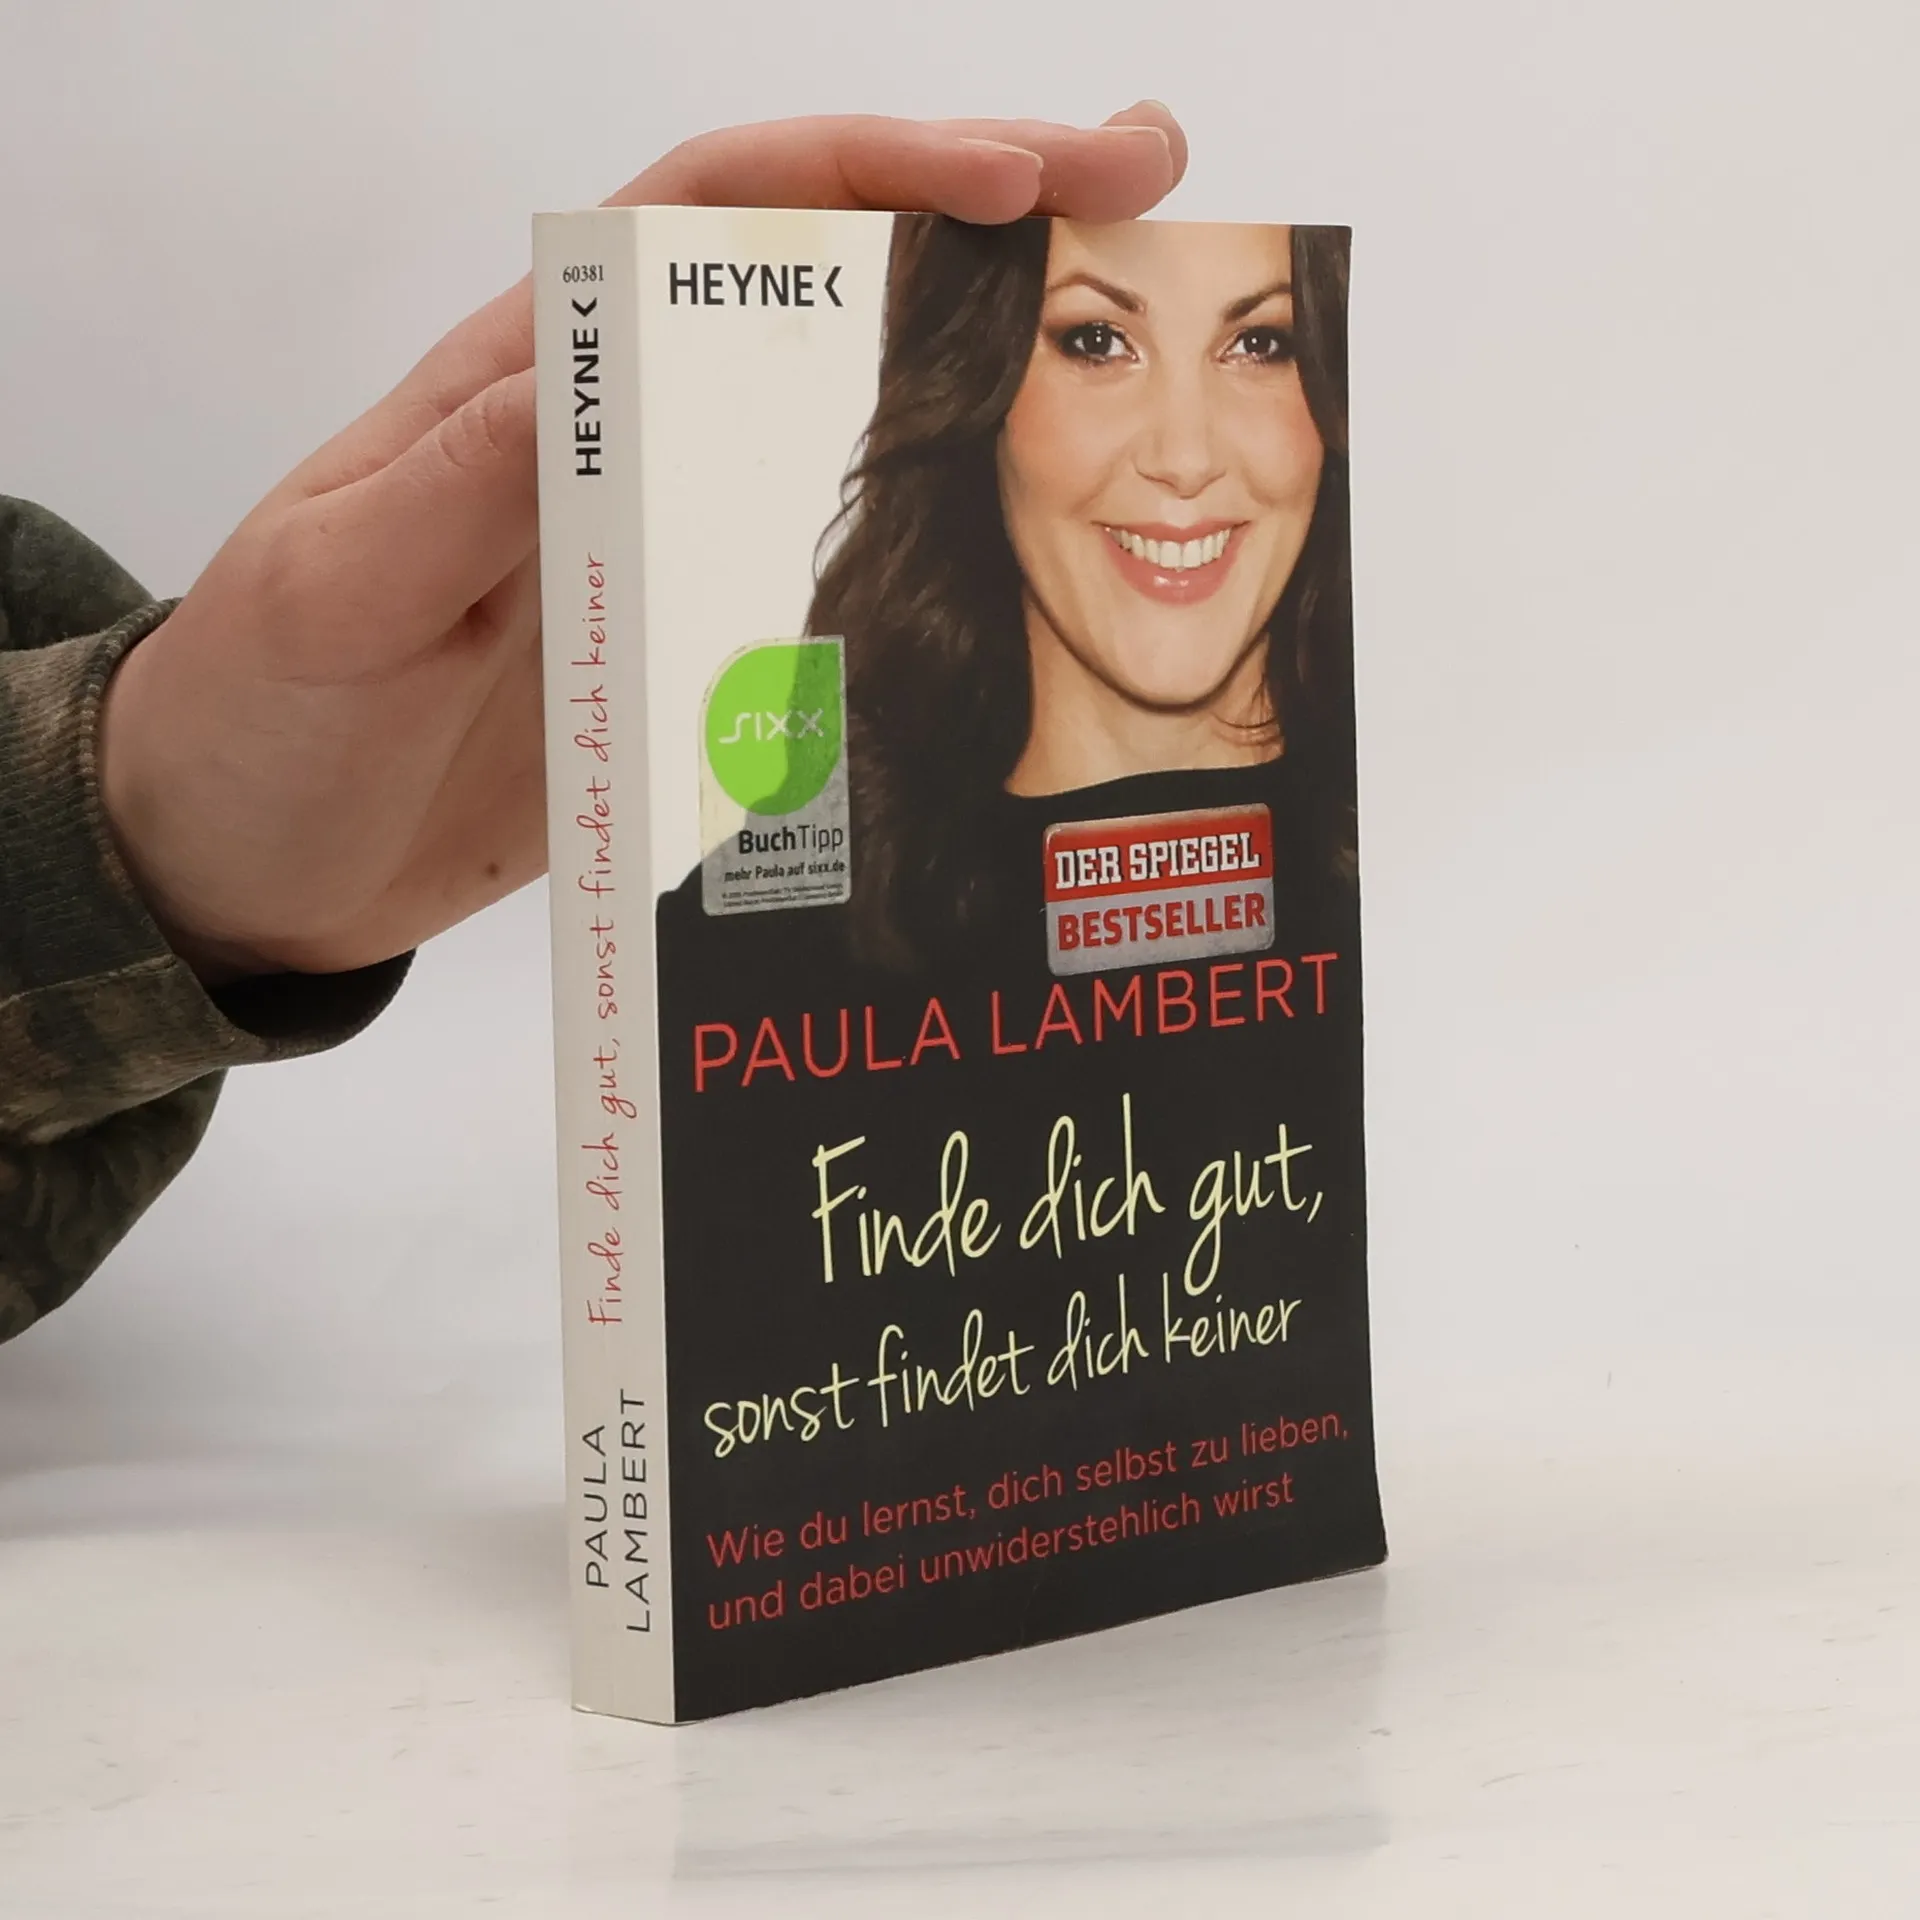 60381
HEYNE <
Finde dich gut, sonst findet dich keiner
PAULA
LAMBERT
HEYNE <
sixx
BuchTipp
mehr Paula auf sixx.de
DER SPIEGEL
BESTSELLER
PAULA LAMBERT
Finde dich gut,
sonst findet dich keiner
Wie du lernst, dich selbst zu lieben,
und dabei unwiderstehlich wirst